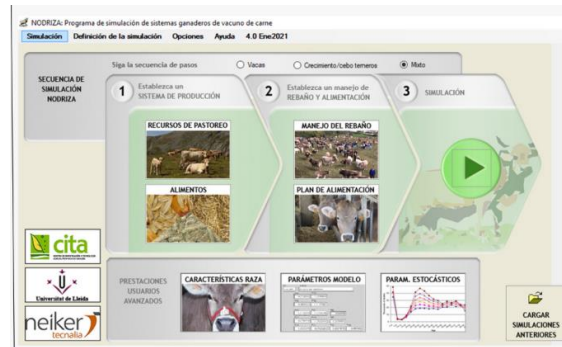 NODRIZA: Programa de simulación de sistemas ganaderos de vacuno de carne
Simulación Definición de la simulación Opciones Ayuda 4.0 Ene2021
Siga la secuencia de pasos Vacas Crecimiento/cebo terneros Mixto
SECUENCIA DE
SIMULACIÓN
NODRIZA
1 Establezca un
SISTEMA DE PRODUCCIÓN
2 Establezca un manejo de
REBAÑO Y ALIMENTACIÓN
3 SIMULACIÓN
RECURSOS DE PASTOREO
MANEJO DEL REBAÑO
ALIMENTOS
PLAN DE ALIMENTACIÓN
cita
Universitat de Lleida
neiker
tecnalia
PRESTACIONES
USUARIOS
AVANZADOS
CARACTERÍSTICAS RAZA
PARÁMETROS MODELO
PARAM. ESTOCÁSTICOS
CARGAR
SIMULACIONES
ANTERIORES